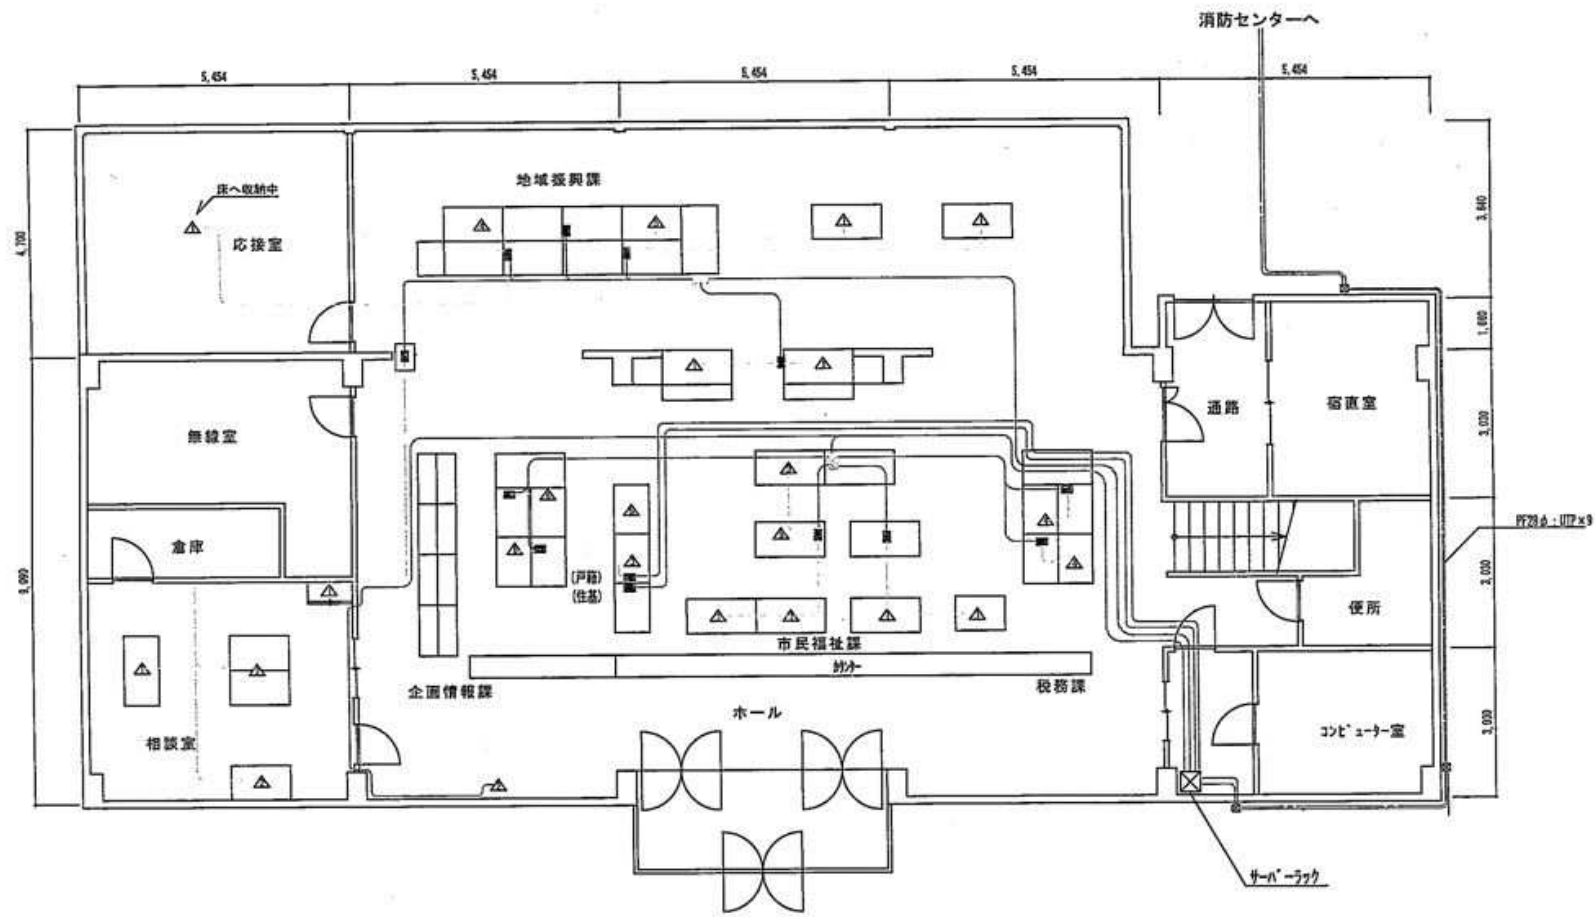 消防センターへ
5,454
5,454
5,454
5,454
5,454
地域振興課
床へ収納中
応接室
4,700
3,640
1,060
無線室
通路
宿直室
3,030
倉庫
PF28φ・UTP×9
(戸籍)
(住基)
9,090
3,030
便所
市民福祉課
カウンター
企画情報課
税務課
ホール
相談室
コンピューター室
3,030
サーバーラック